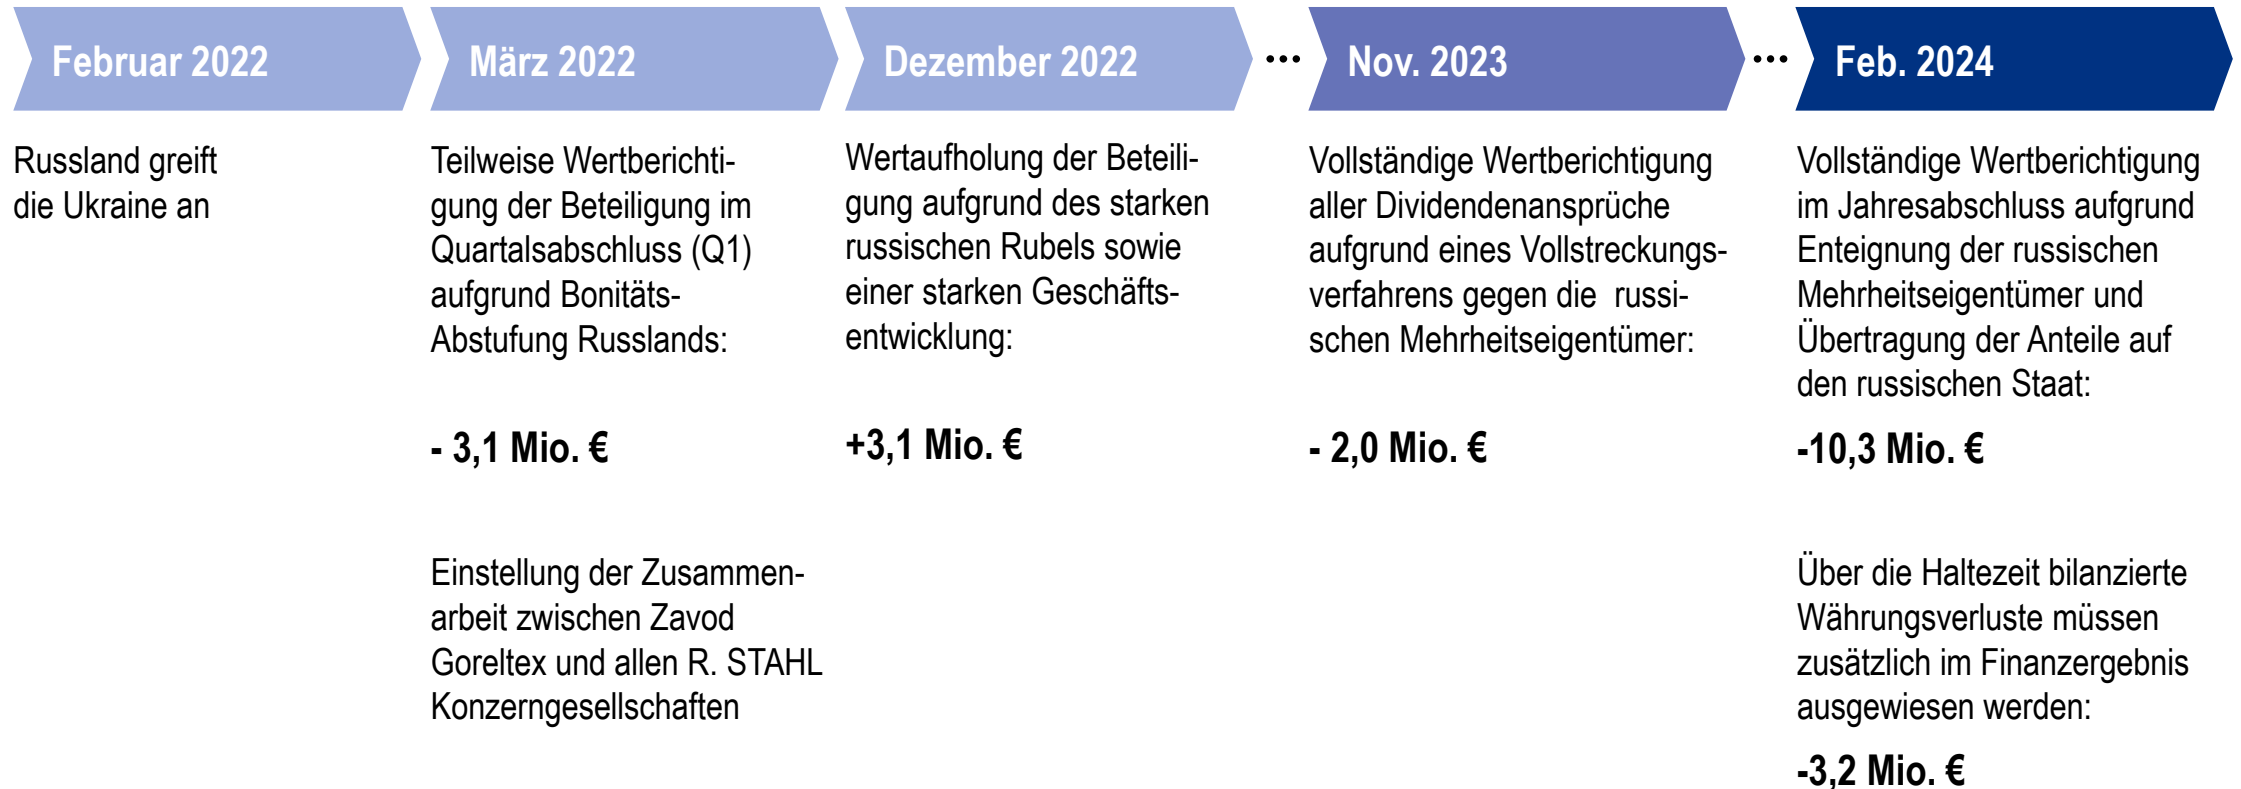 Februar 2022
Russland greift
die Ukraine an
März 2022
Teilweise Wertberichti-
gung der Beteiligung im
Quartalsabschluss (Q1)
aufgrund Bonitäts-
Abstufung Russlands:
- 3,1 Mio. €
Einstellung der Zusammen-
arbeit zwischen Zavod
Goreltex und allen R. STAHL
Konzerngesellschaften
Dezember 2022
Wertaufholung der Beteili-
gung aufgrund des starken
russischen Rubels sowie
einer starken Geschäfts-
entwicklung:
+3,1 Mio. €
...
Nov. 2023
Vollständige Wertberichtigung
aller Dividendenansprüche
aufgrund eines Vollstreckungs-
verfahrens gegen die  russi-
schen Mehrheitseigentümer:
- 2,0 Mio. €
...
Feb. 2024
Vollständige Wertberichtigung
im Jahresabschluss aufgrund
Enteignung der russischen
Mehrheitseigentümer und
Übertragung der Anteile auf
den russischen Staat:
-10,3 Mio. €
Über die Haltezeit bilanzierte
Währungsverluste müssen
zusätzlich im Finanzergebnis
ausgewiesen werden:
-3,2 Mio. €